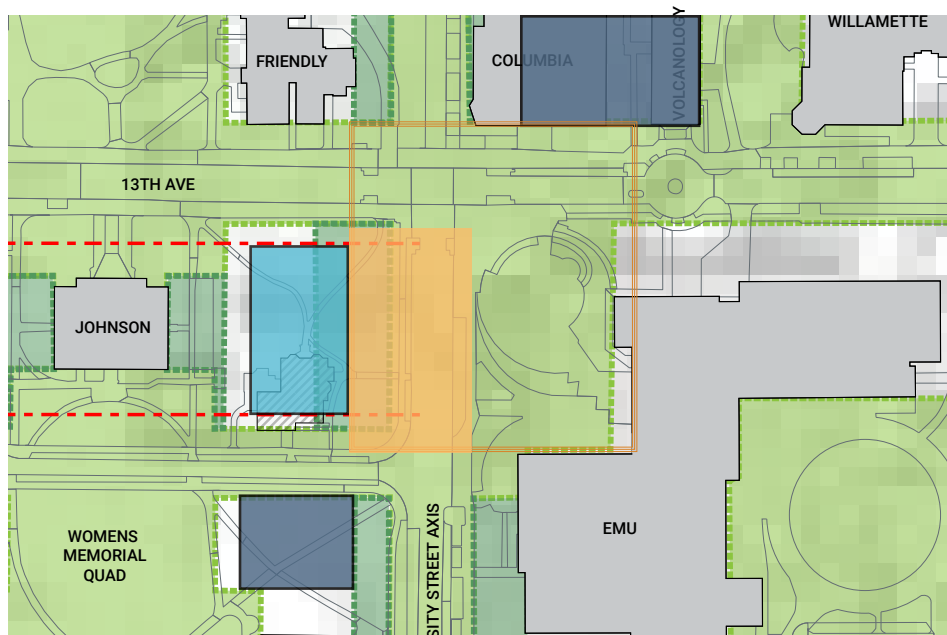 WILLAMETTE
FRIENDLY
COLUMBIA
VOLCANOLOGY
13TH AVE
JOHNSON
WOMENS
MEMORIAL
QUAD
SITY STREET AXIS
EMU